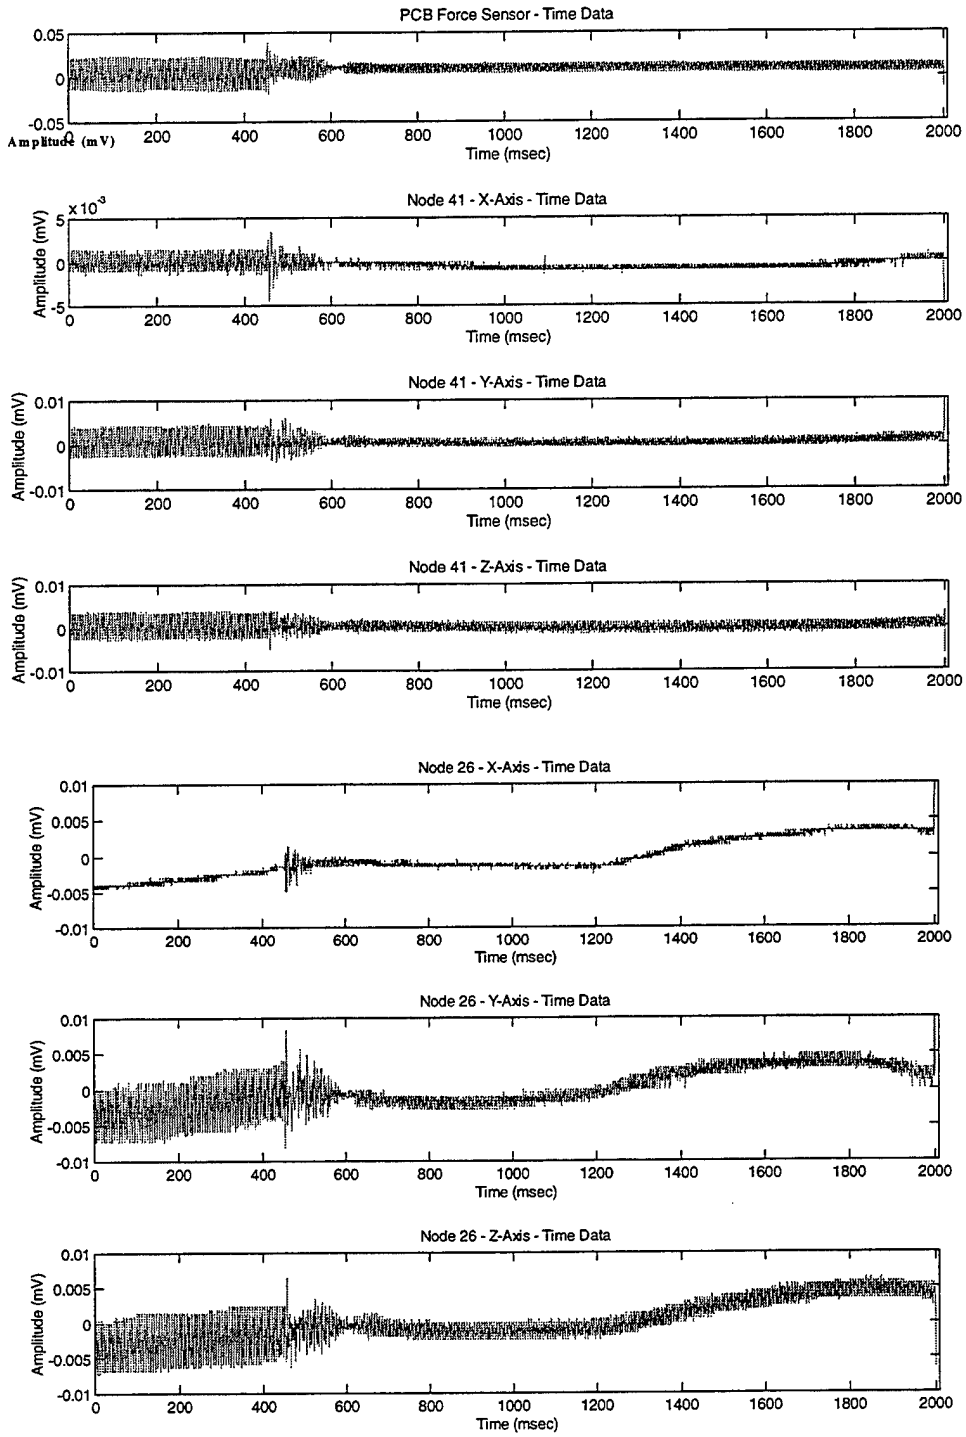 PCB Force Sensor - Time Data
0.05
0
-0.05
0 200 400 600 800 1000 1200 1400 1600 1800 2000
Amplitude (mV)
Time (msec)
Node 41 - X-Axis - Time Data
x 10-3
5
0
-5
Amplitude (mV)
0 200 400 600 800 1000 1200 1400 1600 1800 2000
Time (msec)
Node 41 - Y-Axis - Time Data
0.01
0
-0.01
Amplitude (mV)
0 200 400 600 800 1000 1200 1400 1600 1800 2000
Time (msec)
Node 41 - Z-Axis - Time Data
0.01
0
-0.01
Amplitude (mV)
0 200 400 600 800 1000 1200 1400 1600 1800 2000
Time (msec)
Node 26 - X-Axis - Time Data
0.01
0.005
0
-0.005
-0.01
Amplitude (mV)
0 200 400 600 800 1000 1200 1400 1600 1800 2000
Time (msec)
Node 26 - Y-Axis - Time Data
0.01
0.005
0
-0.005
-0.01
Amplitude (mV)
0 200 400 600 800 1000 1200 1400 1600 1800 2000
Time (msec)
Node 26 - Z-Axis - Time Data
0.01
0.005
0
-0.005
-0.01
Amplitude (mV)
0 200 400 600 800 1000 1200 1400 1600 1800 2000
Time (msec)